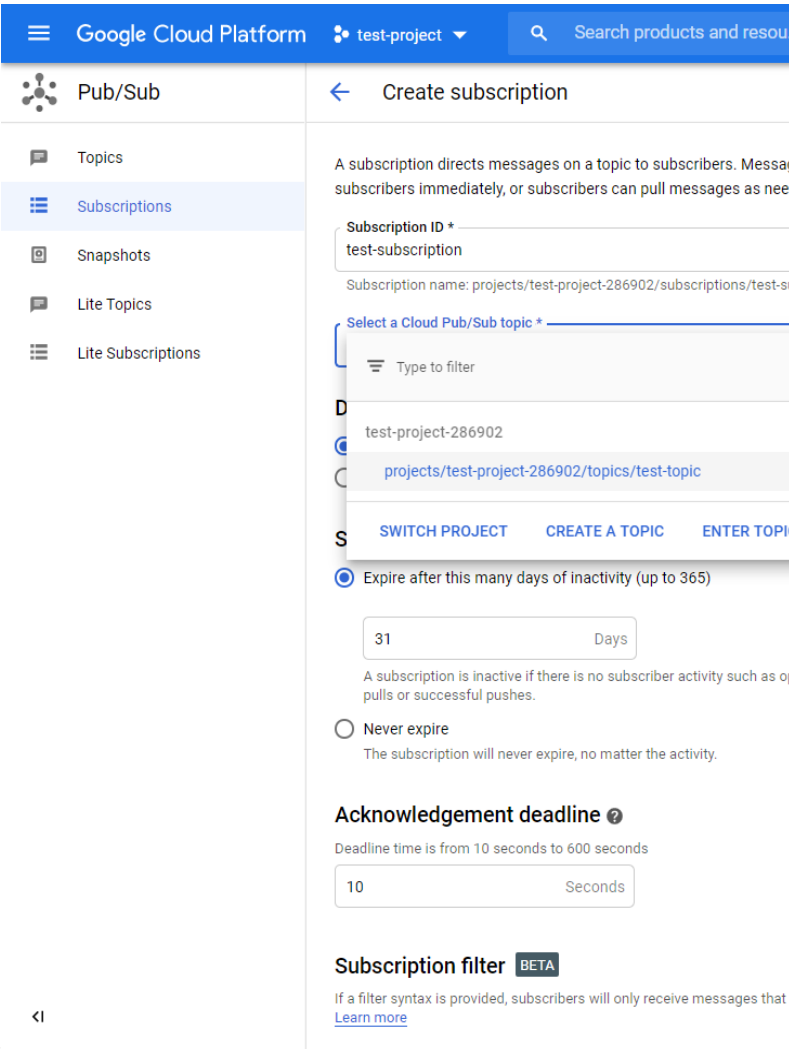 Google Cloud Platform
test-project
Search products and resou
Pub/Sub
Create subscription
Topics
Subscriptions
Snapshots
Lite Topics
Lite Subscriptions
A subscription directs messages on a topic to subscribers. Messag
subscribers immediately, or subscribers can pull messages as nee
Subscription ID *
test-subscription
Subscription name: projects/test-project-286902/subscriptions/test-su
Select a Cloud Pub/Sub topic *
Type to filter
D
test-project-286902
projects/test-project-286902/topics/test-topic
S
SWITCH PROJECT
CREATE A TOPIC
ENTER TOPIC
Expire after this many days of inactivity (up to 365)
31
Days
A subscription is inactive if there is no subscriber activity such as op
pulls or successful pushes.
Never expire
The subscription will never expire, no matter the activity.
Acknowledgement deadline
Deadline time is from 10 seconds to 600 seconds
10
Seconds
Subscription filter BETA
If a filter syntax is provided, subscribers will only receive messages that
Learn more